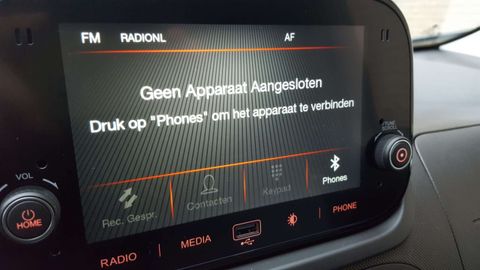 FM RADIONL AF
Geen Apparaat Aangesloten
Druk op "Phones" om het apparaat te verbinden
Rec. Gespr. Contacten Keypad Phones
VOL
HOME
RADIO MEDIA PHONE